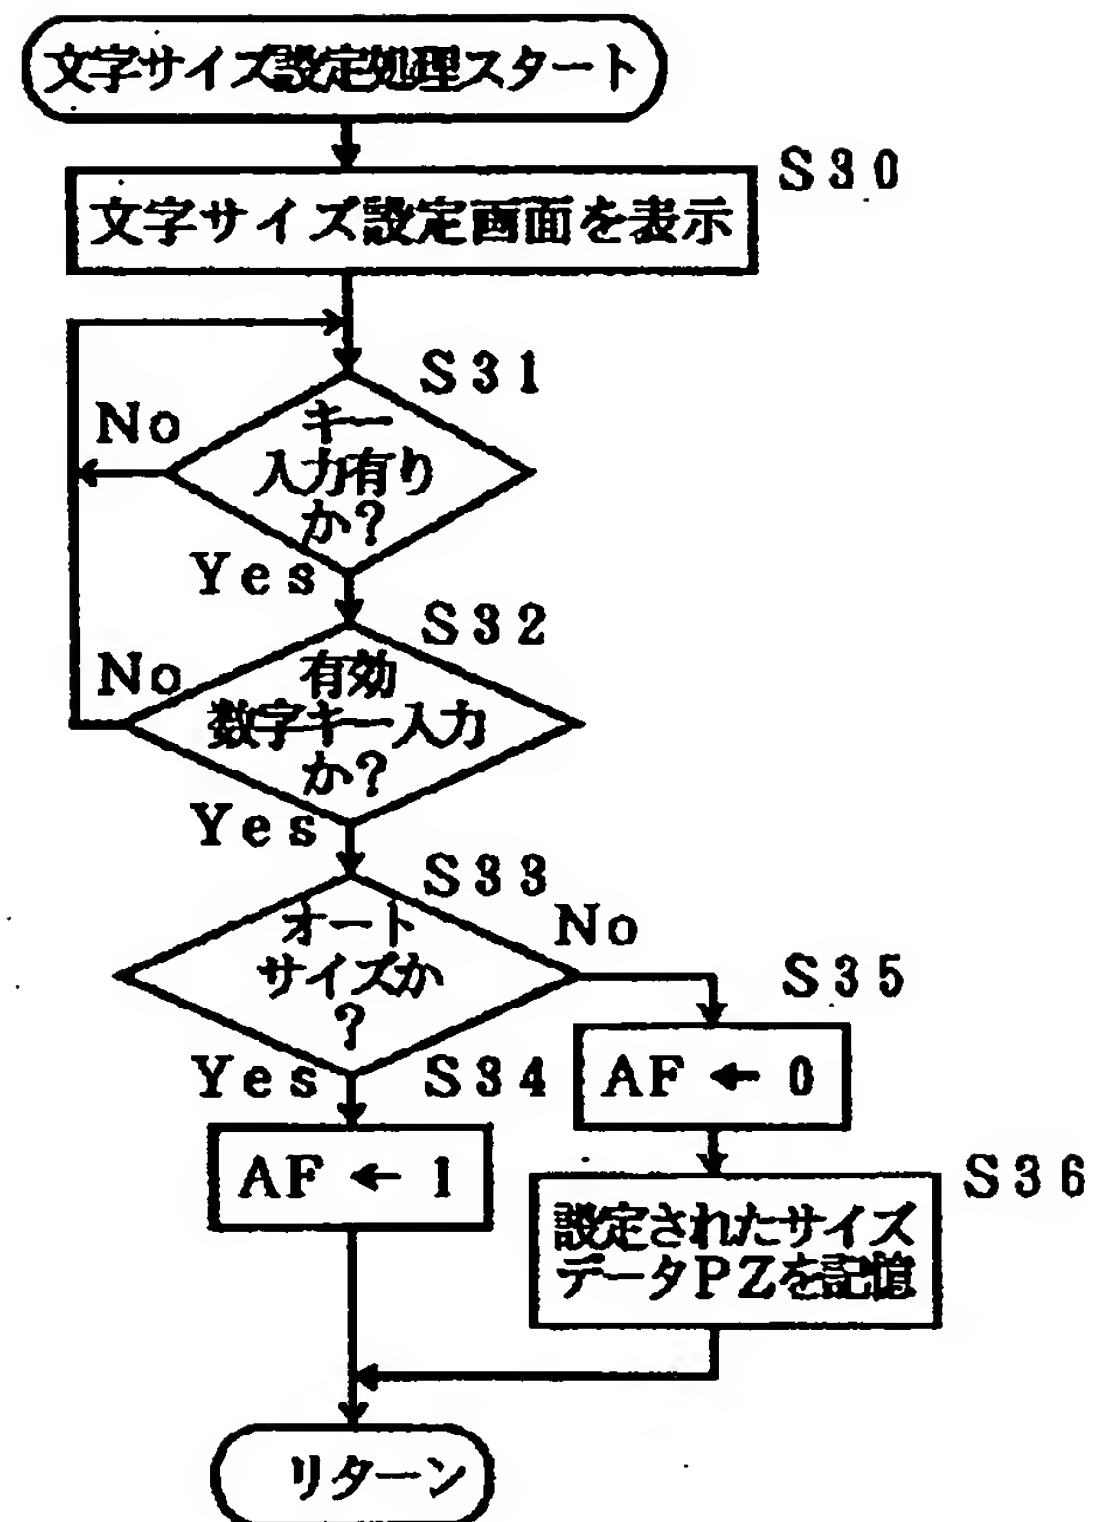 文字サイズ設定処理スタート
S30
文字サイズ設定画面を表示
S31
No
キー
入力有り
か?
Yes
S32
No
有効
数字キー入力
か?
Yes
S33
オート
サイズか
?
No
S35
Yes
S34
AF ← 0
AF ← 1
S36
設定されたサイズ
データPZを記憶
リターン